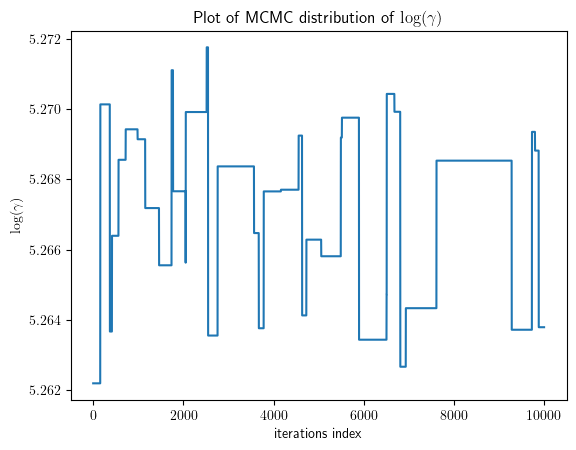 Plot of MCMC distribution of log(γ)
5.272
5.270
5.268
5.266
5.264
5.262
log(γ)
0 2000 4000 6000 8000 10000
iterations index